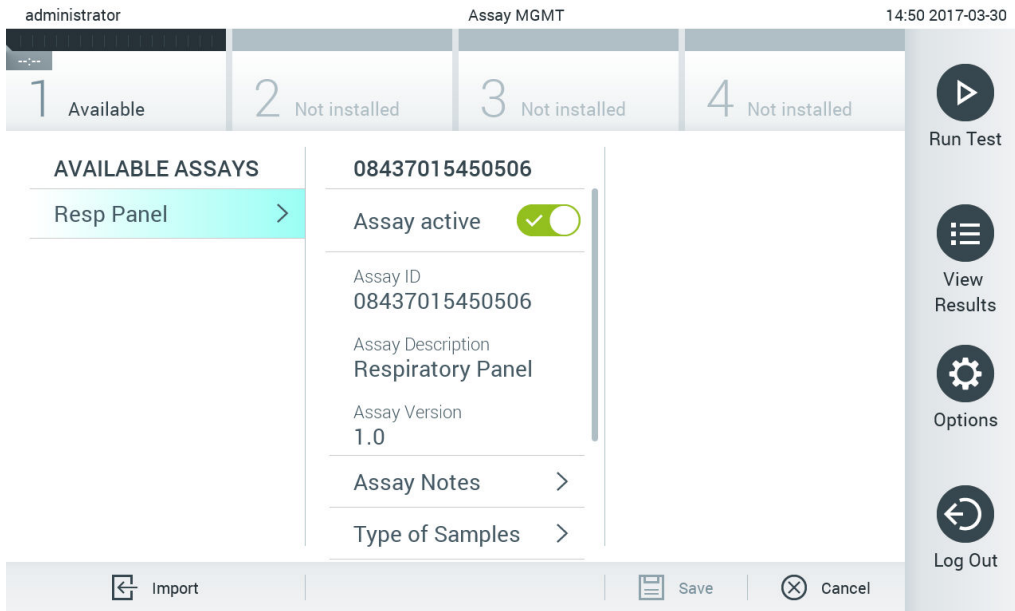 administrator
Assay MGMT
14:50 2017-03-30
--:--
1 Available
2 Not installed
3 Not installed
4 Not installed
AVAILABLE ASSAYS
Resp Panel
08437015450506
Assay active
Assay ID
08437015450506
Assay Description
Respiratory Panel
Assay Version
1.0
Assay Notes
Type of Samples
Run Test
View
Results
Options
Log Out
Import
Save
Cancel